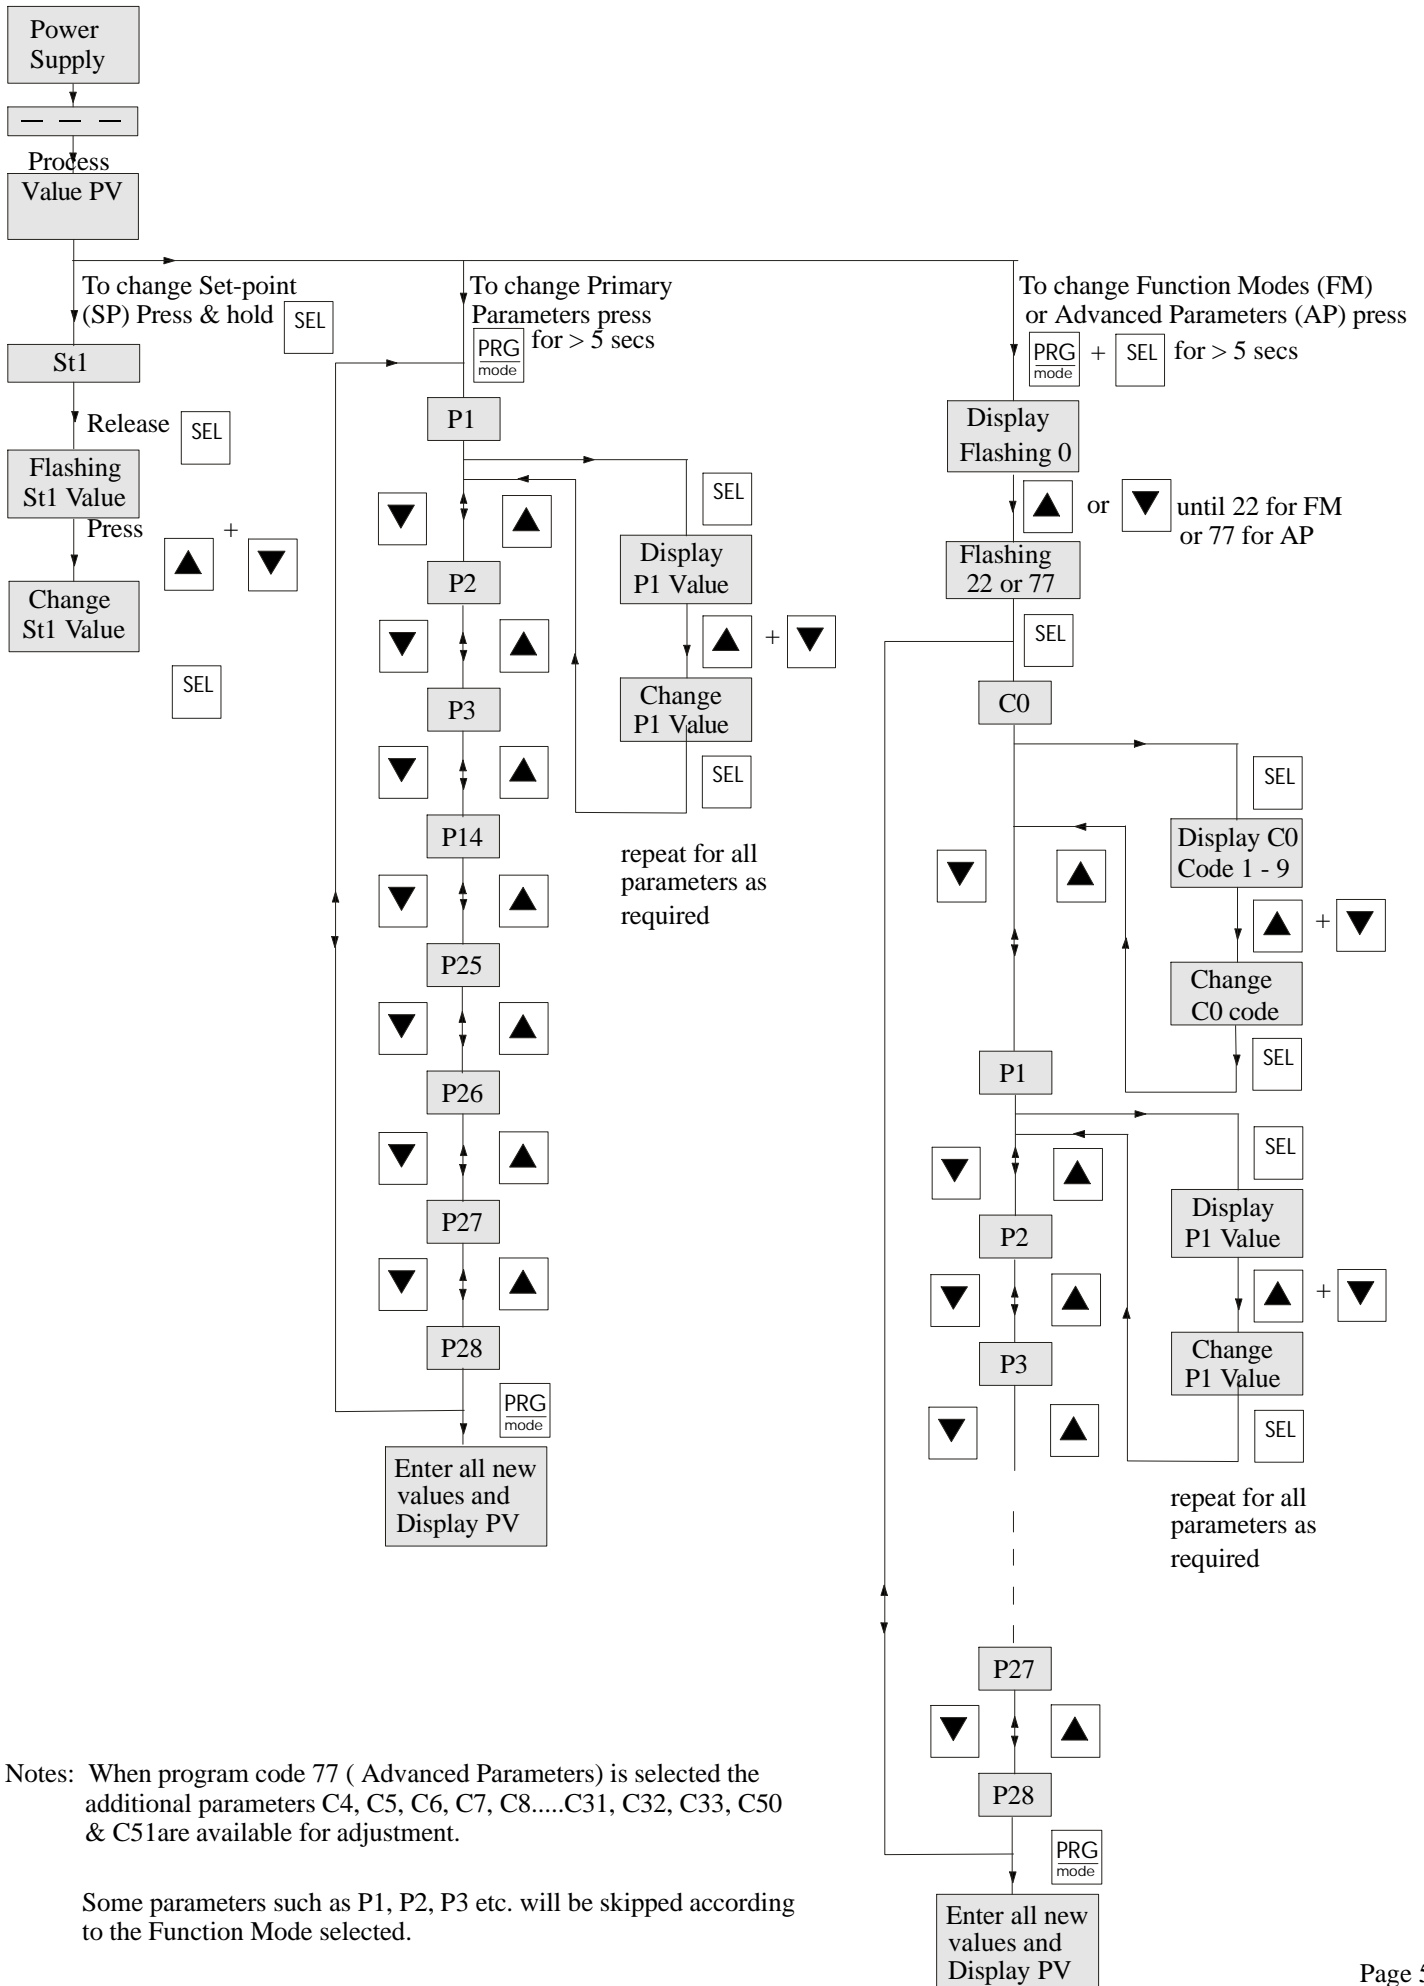 Power
Supply
Process
Value PV
To change Set-point
(SP) Press & hold
SEL
St1
Release
SEL
Flashing
St1 Value
Press
+
Change
St1 Value
SEL
To change Primary
Parameters press
PRG
mode
for > 5 secs
P1
SEL
Display
P1 Value
+
Change
P1 Value
SEL
repeat for all
parameters as
required
P2
P3
P14
P25
P26
P27
P28
PRG
mode
Enter all new
values and
Display PV
To change Function Modes (FM)
or Advanced Parameters (AP) press
PRG
mode
+
SEL
for > 5 secs
Display
Flashing 0
or
until 22 for FM
or 77 for AP
Flashing
22 or 77
SEL
C0
SEL
Display C0
Code 1 - 9
+
Change
C0 code
SEL
P1
SEL
Display
P1 Value
+
Change
P1 Value
SEL
repeat for all
parameters as
required
P2
P3
P27
P28
PRG
mode
Enter all new
values and
Display PV
Notes: When program code 77 ( Advanced Parameters) is selected the
additional parameters C4, C5, C6, C7, C8.....C31, C32, C33, C50
& C51are available for adjustment.
Some parameters such as P1, P2, P3 etc. will be skipped according
to the Function Mode selected.
Page 5